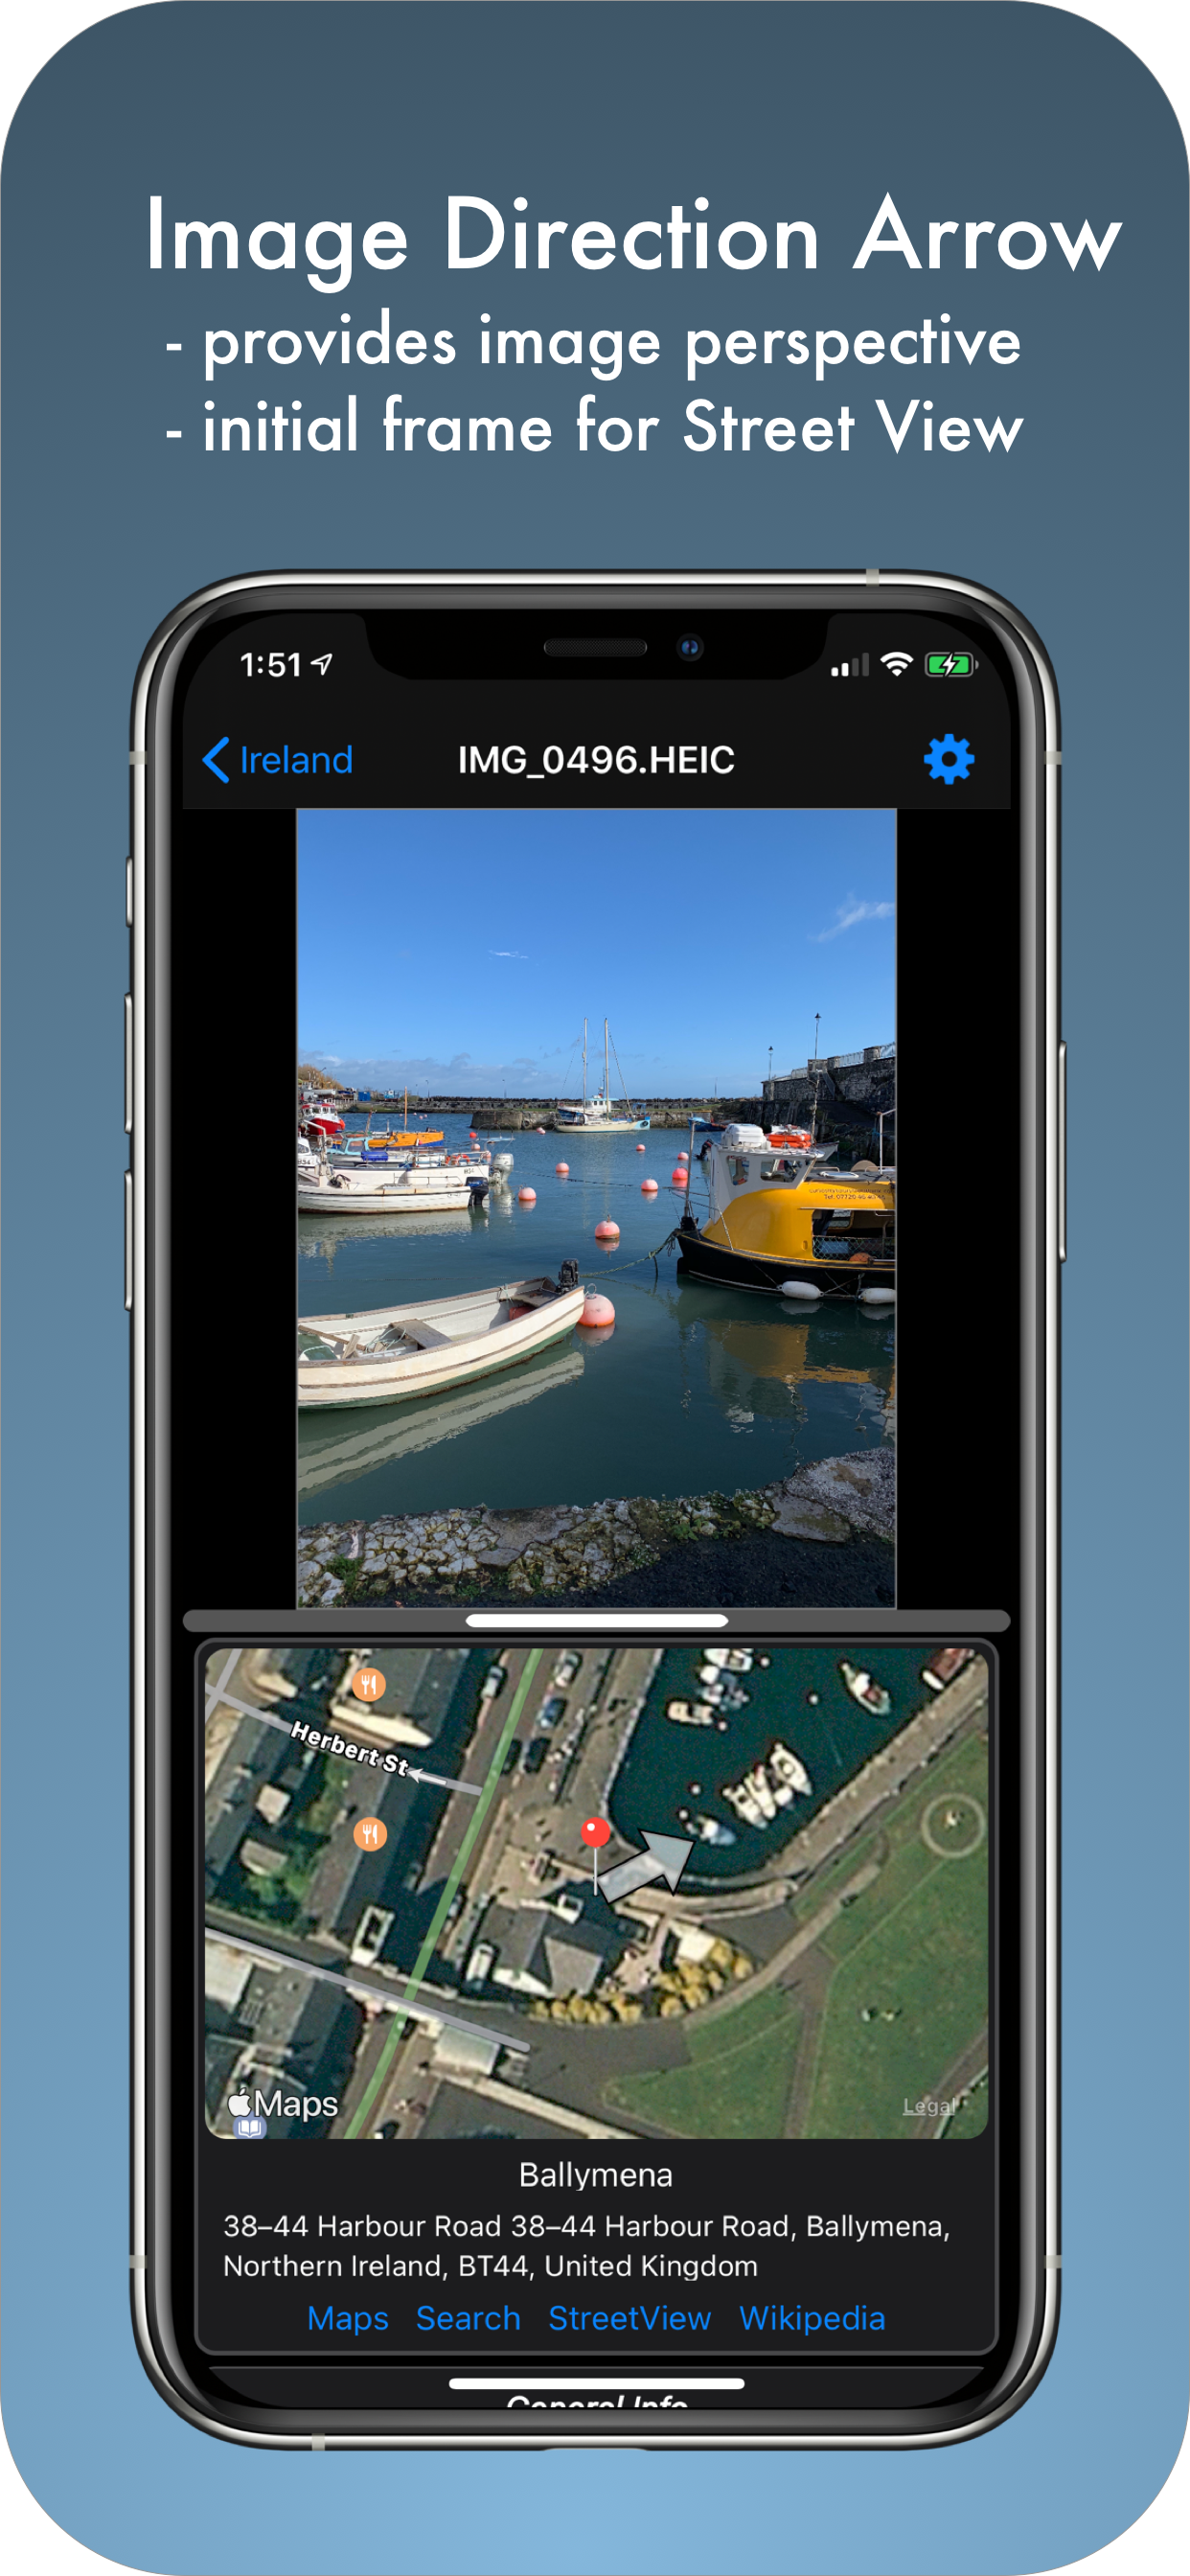 Image Direction Arrow
- provides image perspective
- initial frame for Street View
1:51
Ireland
IMG_0496.HEIC
Herbert St
Maps
Legal
Ballymena
38–44 Harbour Road 38–44 Harbour Road, Ballymena,
Northern Ireland, BT44, United Kingdom
Maps Search StreetView Wikipedia
General Info